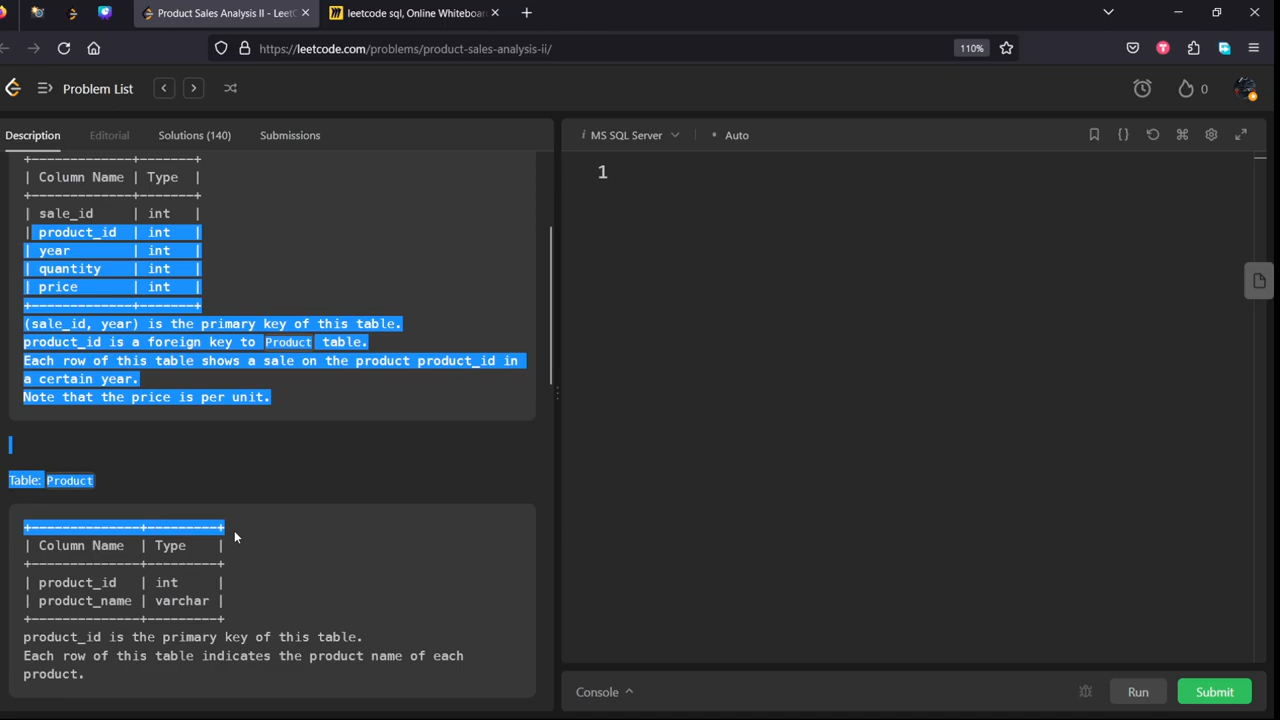 Product Sales Analysis II - LeetC
leetcode sql, Online Whiteboar
https://leetcode.com/problems/product-sales-analysis-ii/
110%
Problem List
0
Description
Editorial
Solutions (140)
Submissions
i MS SQL Server
• Auto
+-------------+-------+
| Column Name | Type  |
+-------------+-------+
| sale_id     | int   |
| product_id  | int   |
| year        | int   |
| quantity    | int   |
| price       | int   |
+-------------+-------+
(sale_id, year) is the primary key of this table.
product_id is a foreign key to Product table.
Each row of this table shows a sale on the product product_id in
a certain year.
Note that the price is per unit.
Table: Product
+--------------+---------+
| Column Name  | Type    |
+--------------+---------+
| product_id   | int     |
| product_name | varchar |
+--------------+---------+
product_id is the primary key of this table.
Each row of this table indicates the product name of each
product.
1
Console
Run
Submit